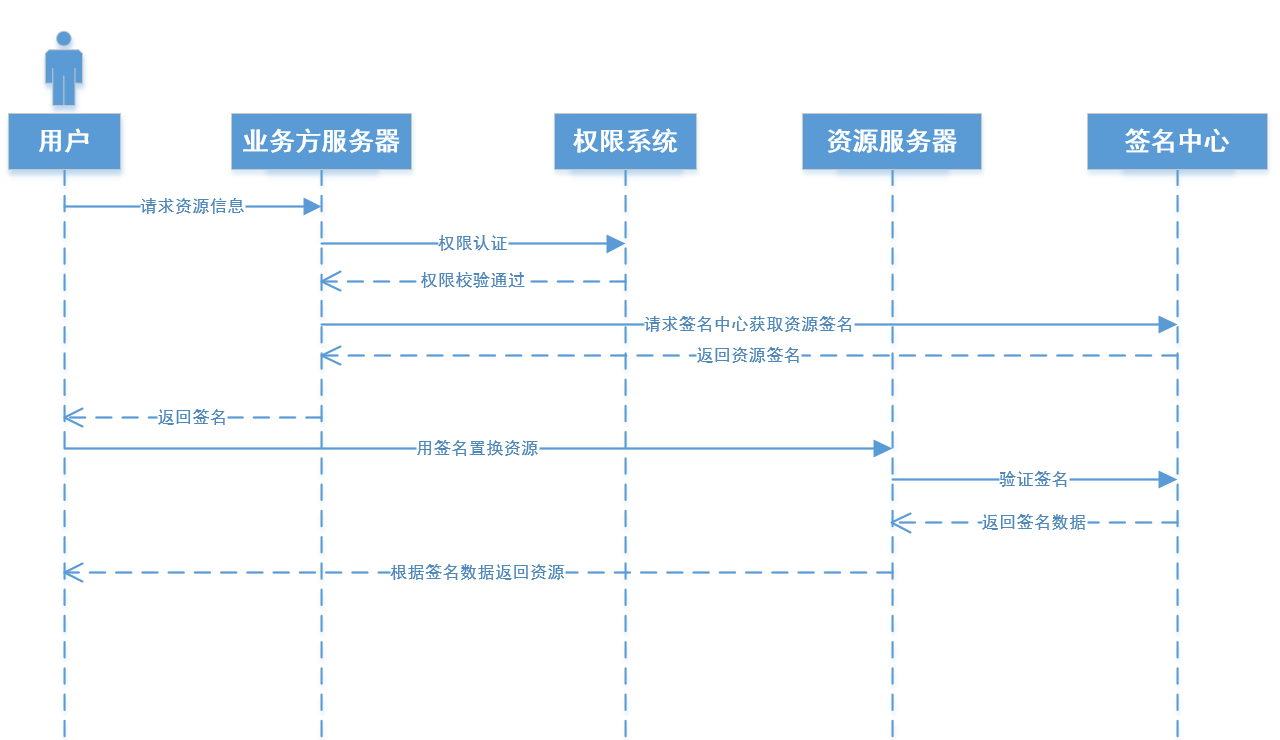 用户
业务方服务器
权限系统
资源服务器
签名中心
请求资源信息
权限认证
权限校验通过
请求签名中心获取资源签名
返回资源签名
返回签名
用签名置换资源
验证签名
返回签名数据
根据签名数据返回资源